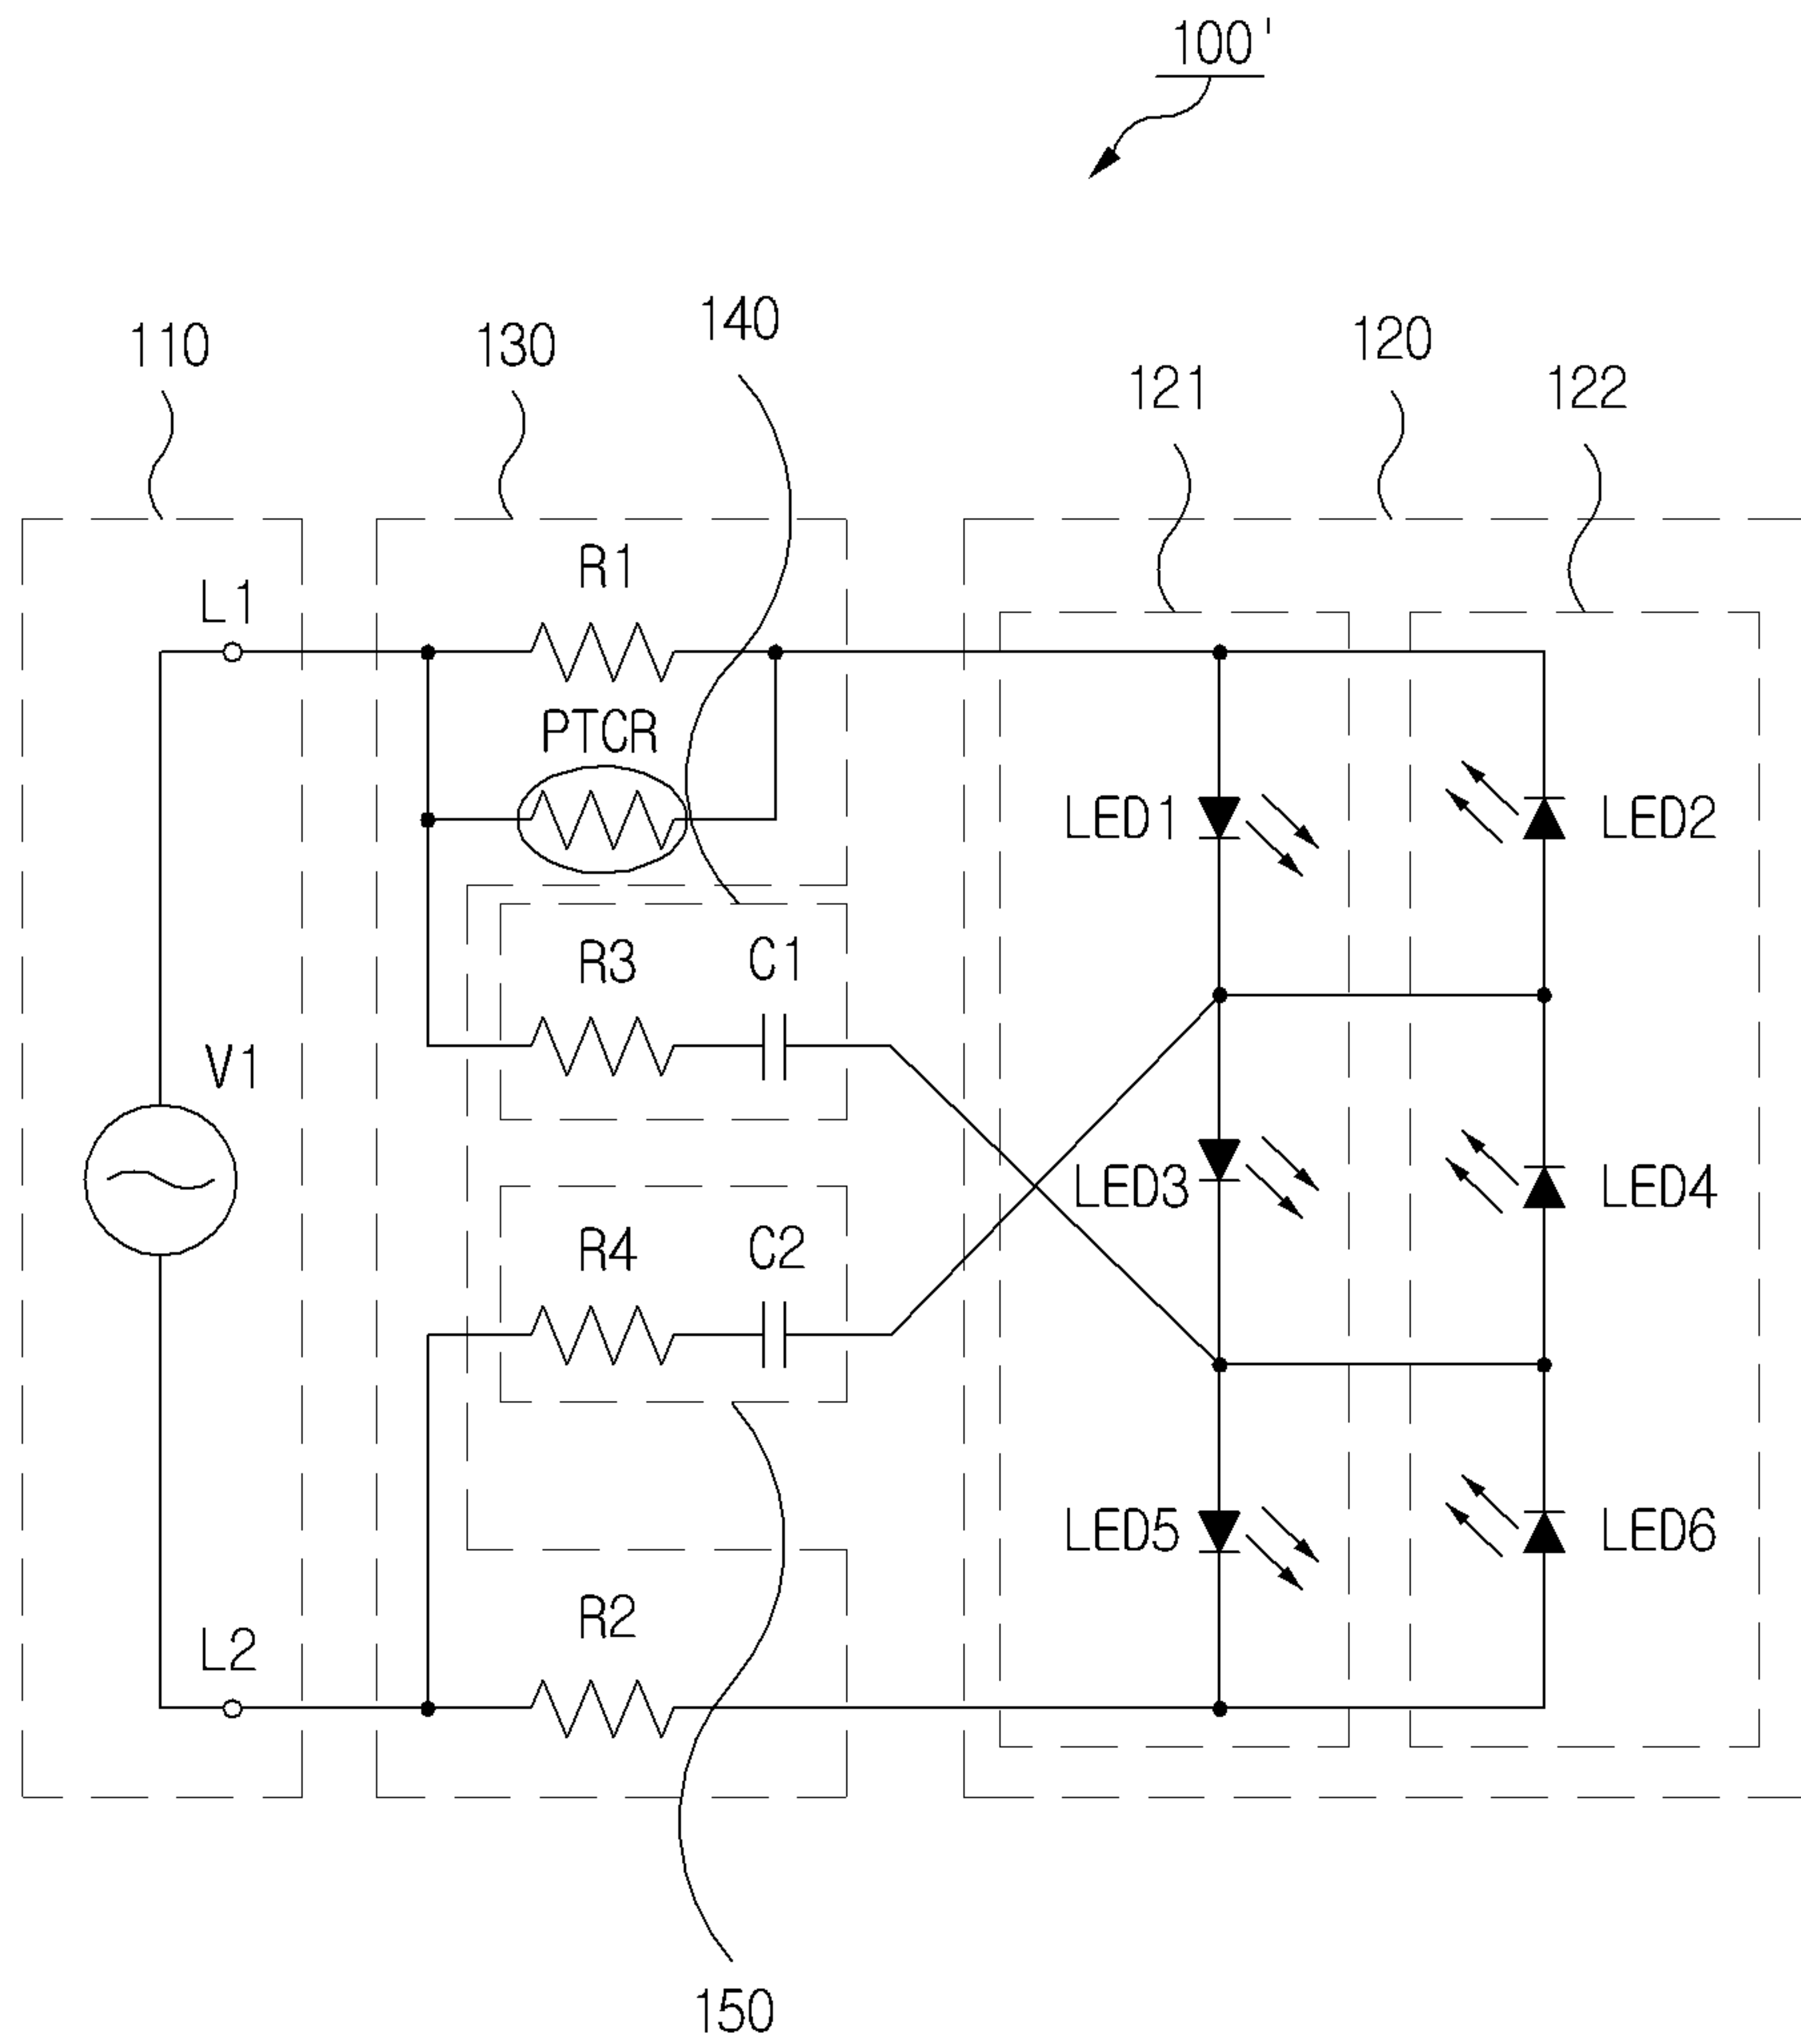 100'
110
130
140
121
120
122
L1
R1
PTCR
LED1
LED2
R3
C1
V1
LED3
LED4
R4
C2
LED5
LED6
R2
L2
150